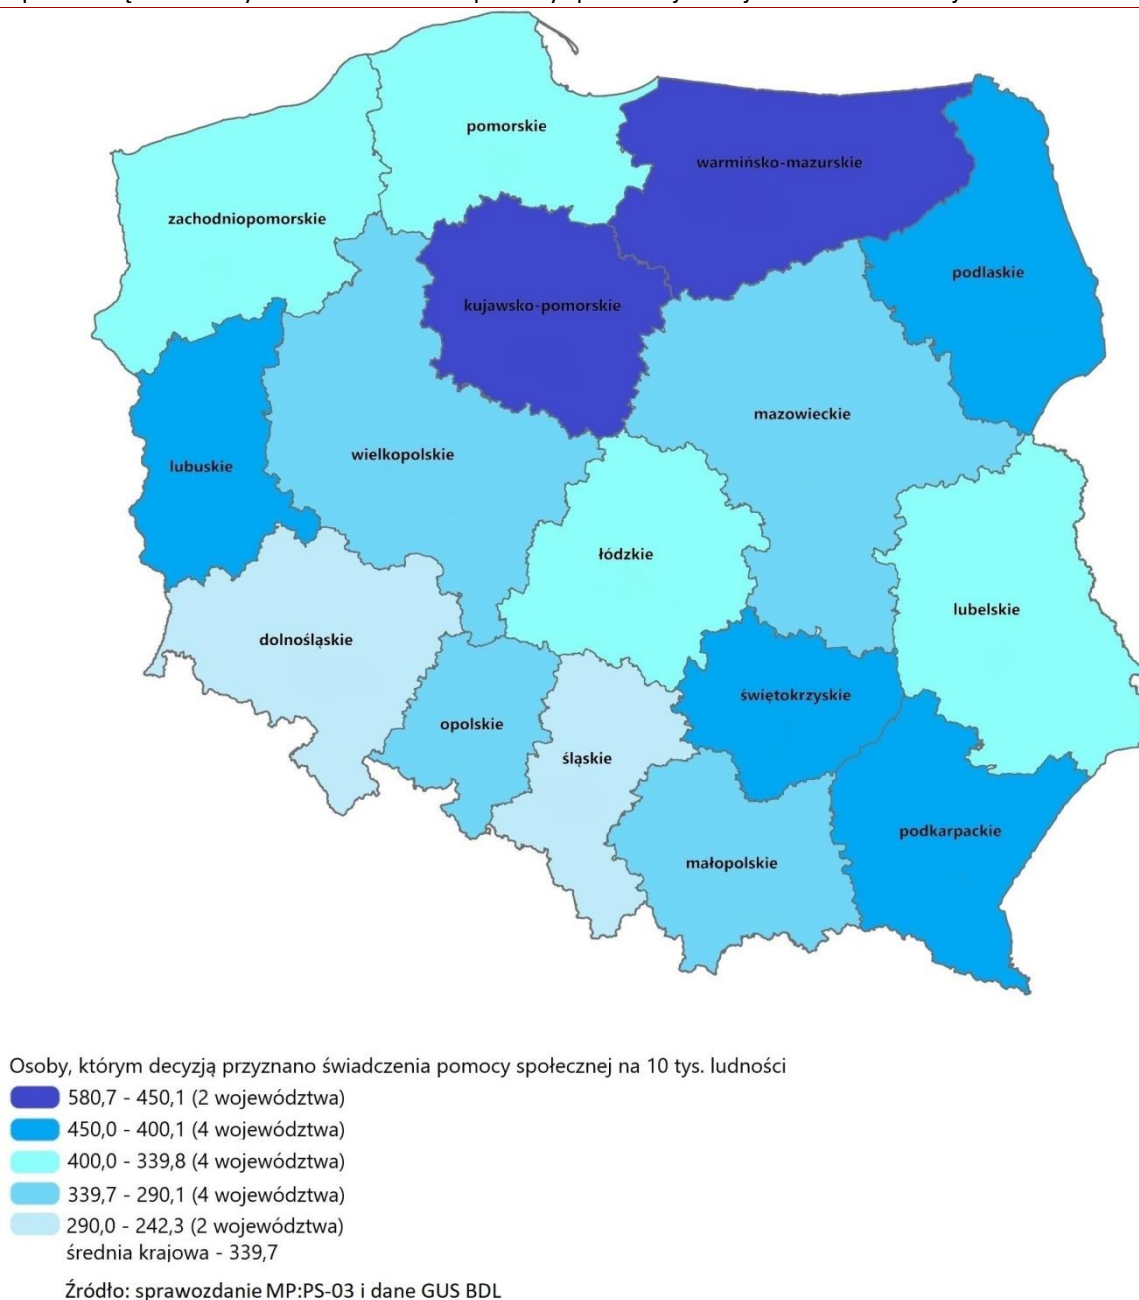 pomorskie
warmińsko-mazurskie
zachodniopomorskie
podlaskie
kujawsko-pomorskie
mazowieckie
wielkopolskie
lubuskie
łódzkie
lubelskie
dolnośląskie
świętokrzyskie
opolskie
śląskie
podkarpackie
małopolskie
Osoby, którym decyzją przyznano świadczenia pomocy społecznej na 10 tys. ludności
580,7 - 450,1 (2 województwa)
450,0 - 400,1 (4 województwa)
400,0 - 339,8 (4 województwa)
339,7 - 290,1 (4 województwa)
290,0 - 242,3 (2 województwa)
średnia krajowa - 339,7
Źródło: sprawozdanie MP:PS-03 i dane GUS BDL